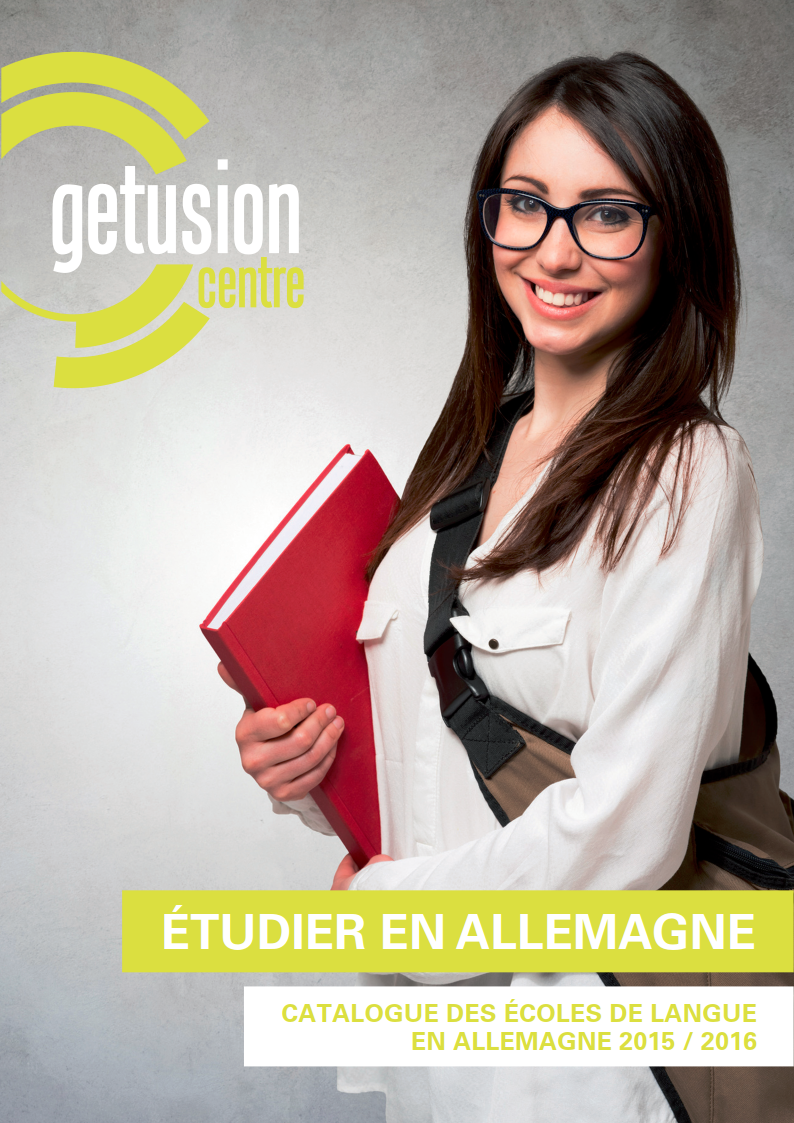 getusion
centre
ÉTUDIER EN ALLEMAGNE
CATALOGUE DES ÉCOLES DE LANGUE
EN ALLEMAGNE 2015 / 2016